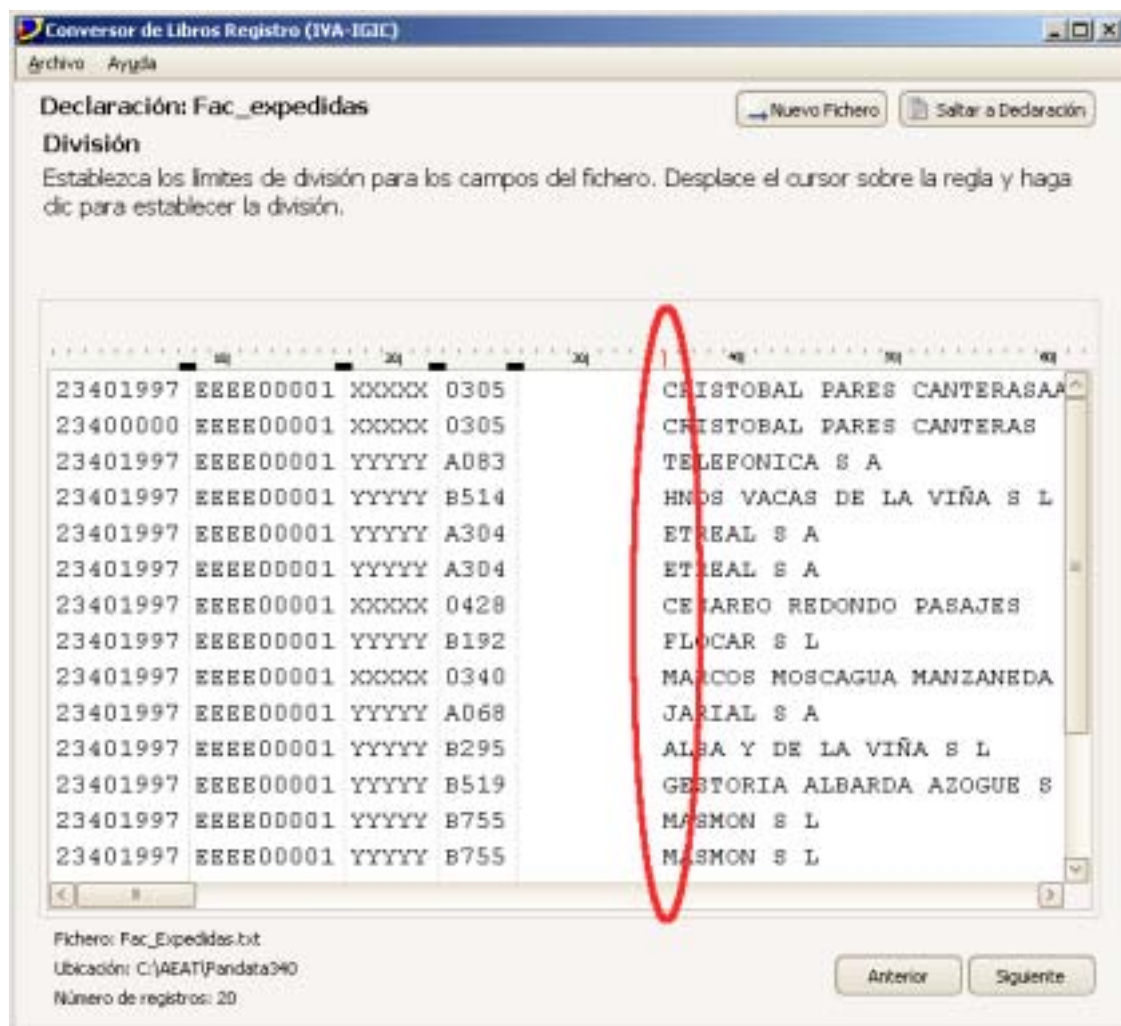 Conversor de Libros Registro (IVA-IGIC)
Archivo Ayuda
Declaración: Fac_expedidas
Nuevo Fichero
Saltar a Declaración
División
Establezca los límites de división para los campos del fichero. Desplace el cursor sobre la regla y haga
clic para establecer la división.
10 20 30 40 50 60
23401997 EEEE00001 XXXXX 0305 CRISTOBAL PARES CANTERASAA
23400000 EEEE00001 XXXXX 0305 CRISTOBAL PARES CANTERAS
23401997 EEEE00001 YYYYY A083 TELEFONICA S A
23401997 EEEE00001 YYYYY B514 HNOS VACAS DE LA VIÑA S L
23401997 EEEE00001 YYYYY A304 ETREAL S A
23401997 EEEE00001 YYYYY A304 ETREAL S A
23401997 EEEE00001 XXXXX 0428 CESAREO REDONDO PASAJES
23401997 EEEE00001 YYYYY B192 FLOCAR S L
23401997 EEEE00001 XXXXX 0340 MARCOS MOSCAGUA MANZANEDA
23401997 EEEE00001 YYYYY A068 JARIAL S A
23401997 EEEE00001 YYYYY B295 ALBA Y DE LA VIÑA S L
23401997 EEEE00001 YYYYY B519 GESTORIA ALBARDA AZOGUE S
23401997 EEEE00001 YYYYY B755 MASMON S L
23401997 EEEE00001 YYYYY B755 MASMON S L
Fichero: Fac_Expedidas.txt
Ubicación: C:\AEAT\Pandata340
Número de registros: 20
Anterior
Siguiente